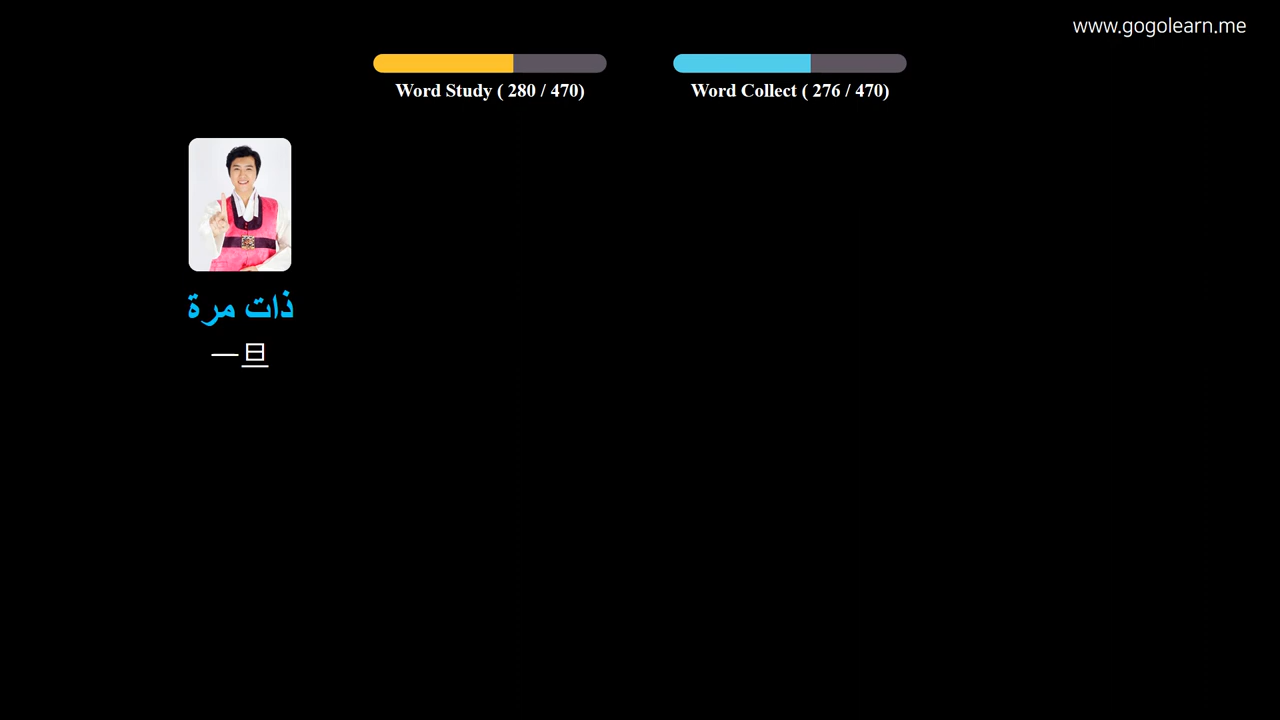 www.gogolearn.me
Word Study ( 280 / 470)
Word Collect ( 276 / 470)
ذات مرة
一旦